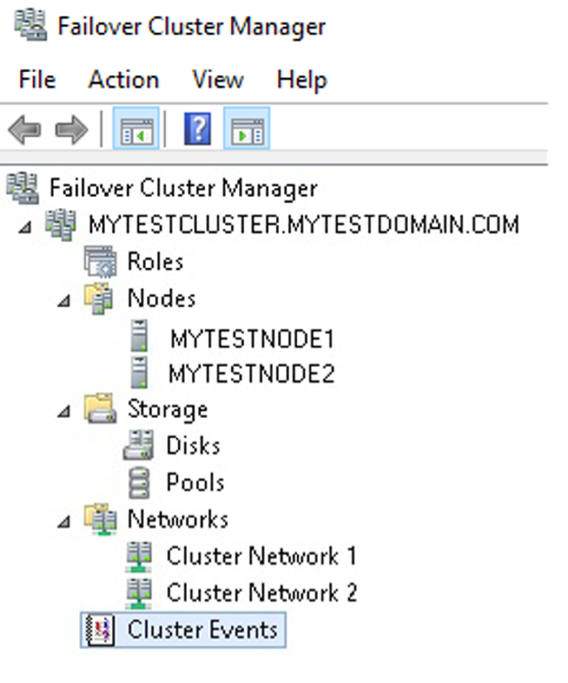 Failover Cluster Manager
File Action View Help
?
Failover Cluster Manager
MYTESTCLUSTER.MYTESTDOMAIN.COM
Roles
Nodes
MYTESTNODE1
MYTESTNODE2
Storage
Disks
Pools
Networks
Cluster Network 1
Cluster Network 2
Cluster Events